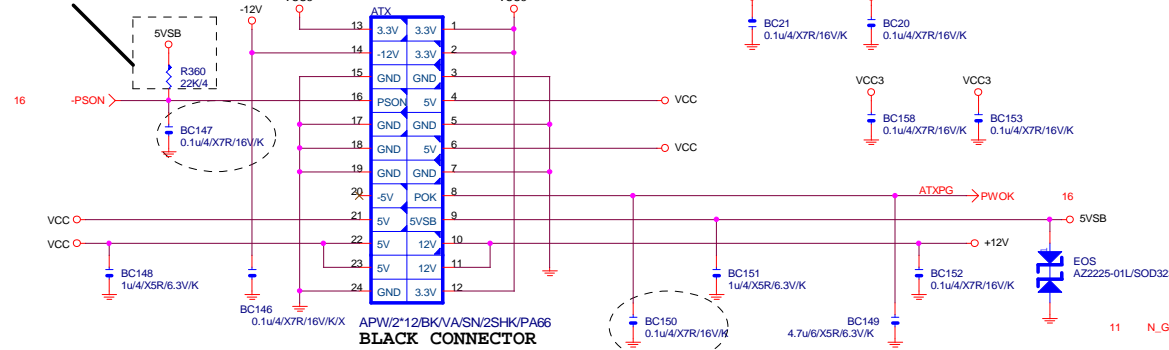 -12V
ATX
BC21
0.1u/4/X7R/16V/K
BC20
0.1u/4/X7R/16V/K
5VSB
R360
22K/4
16
-PSON
BC147
0.1u/4/X7R/16V/K
13 3.3V 3.3V 1
14 -12V 3.3V 2
15 GND GND 3
16 PSON 5V 4
17 GND GND 5
18 GND 5V 6
19 GND GND 7
20 -5V POK 8
21 5V 5VSB 9
22 5V 12V 10
23 5V 12V 11
24 GND 3.3V 12
VCC
VCC
VCC3
VCC3
BC158
0.1u/4/X7R/16V/K
BC153
0.1u/4/X7R/16V/K
ATXPG
PWOK
16
VCC
VCC
5VSB
+12V
BC148
1u/4/X5R/6.3V/K
BC146
0.1u/4/X7R/16V/K/X
BC151
1u/4/X5R/6.3V/K
BC152
0.1u/4/X7R/16V/K
EOS
AZ2225-01L/SOD32
APW/2*12/BK/VA/SN/2SHK/PA66
BLACK CONNECTOR
BC150
0.1u/4/X7R/16V/K
BC149
4.7u/6/X5R/6.3V/K
11 N_G